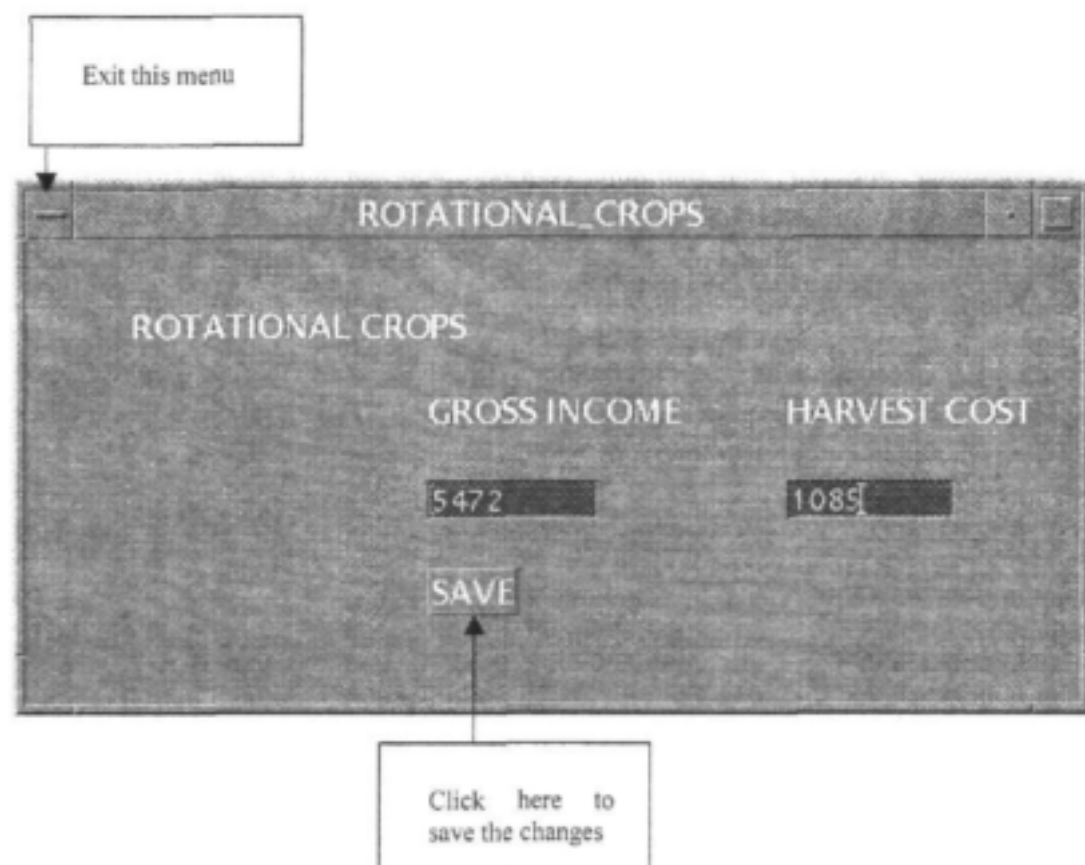 Exit this menu
ROTATIONAL_CROPS
ROTATIONAL CROPS
GROSS INCOME HARVEST COST
5472 1085
SAVE
Click here to
save the changes